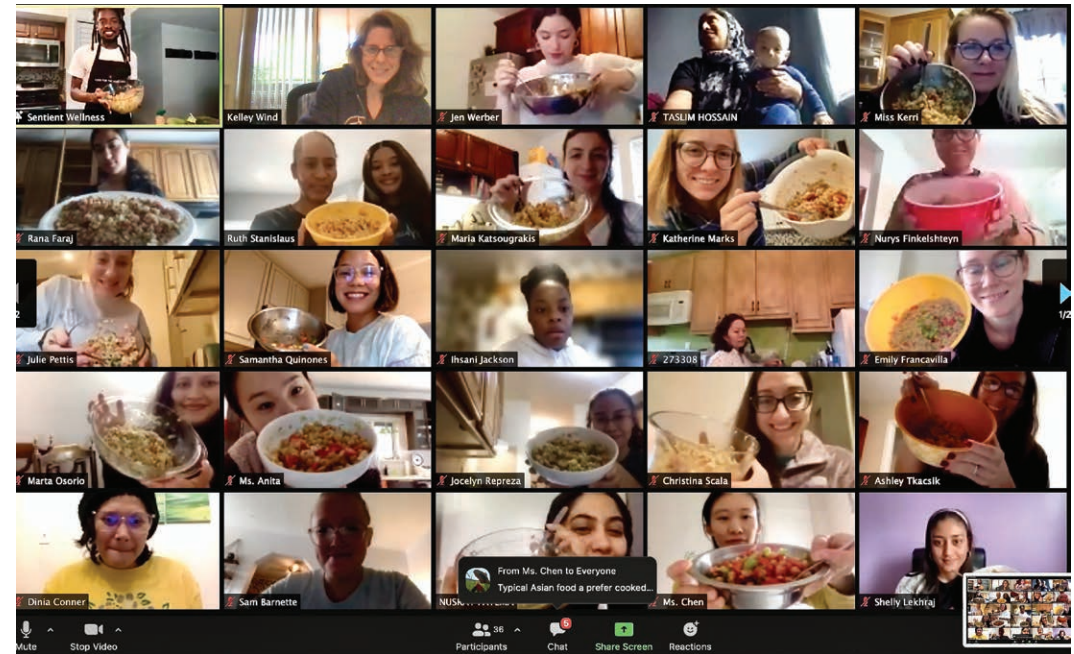 Sentient Wellness
Kelley Wind
Jen Werber
TASLIM HOSSAIN
Miss Kerri
Rana Faraj
Ruth Stanislaus
Maria Katsougrakis
Katherine Marks
Nurys Finkelshteyn
2
Julie Pettis
Samantha Quinones
Ihsani Jackson
273308
Emily Francavilla
1/2
Marta Osorio
Ms. Anita
Jocelyn Repreza
Christina Scala
Ashley Tkacsik
From Ms. Chen to Everyone
Typical Asian food a prefer cooked...
Dinia Conner
Sam Barnette
Ms. Chen
Shelly Lekhraj
Mute
Stop Video
Participants
36
Chat
5
Share Screen
Reactions